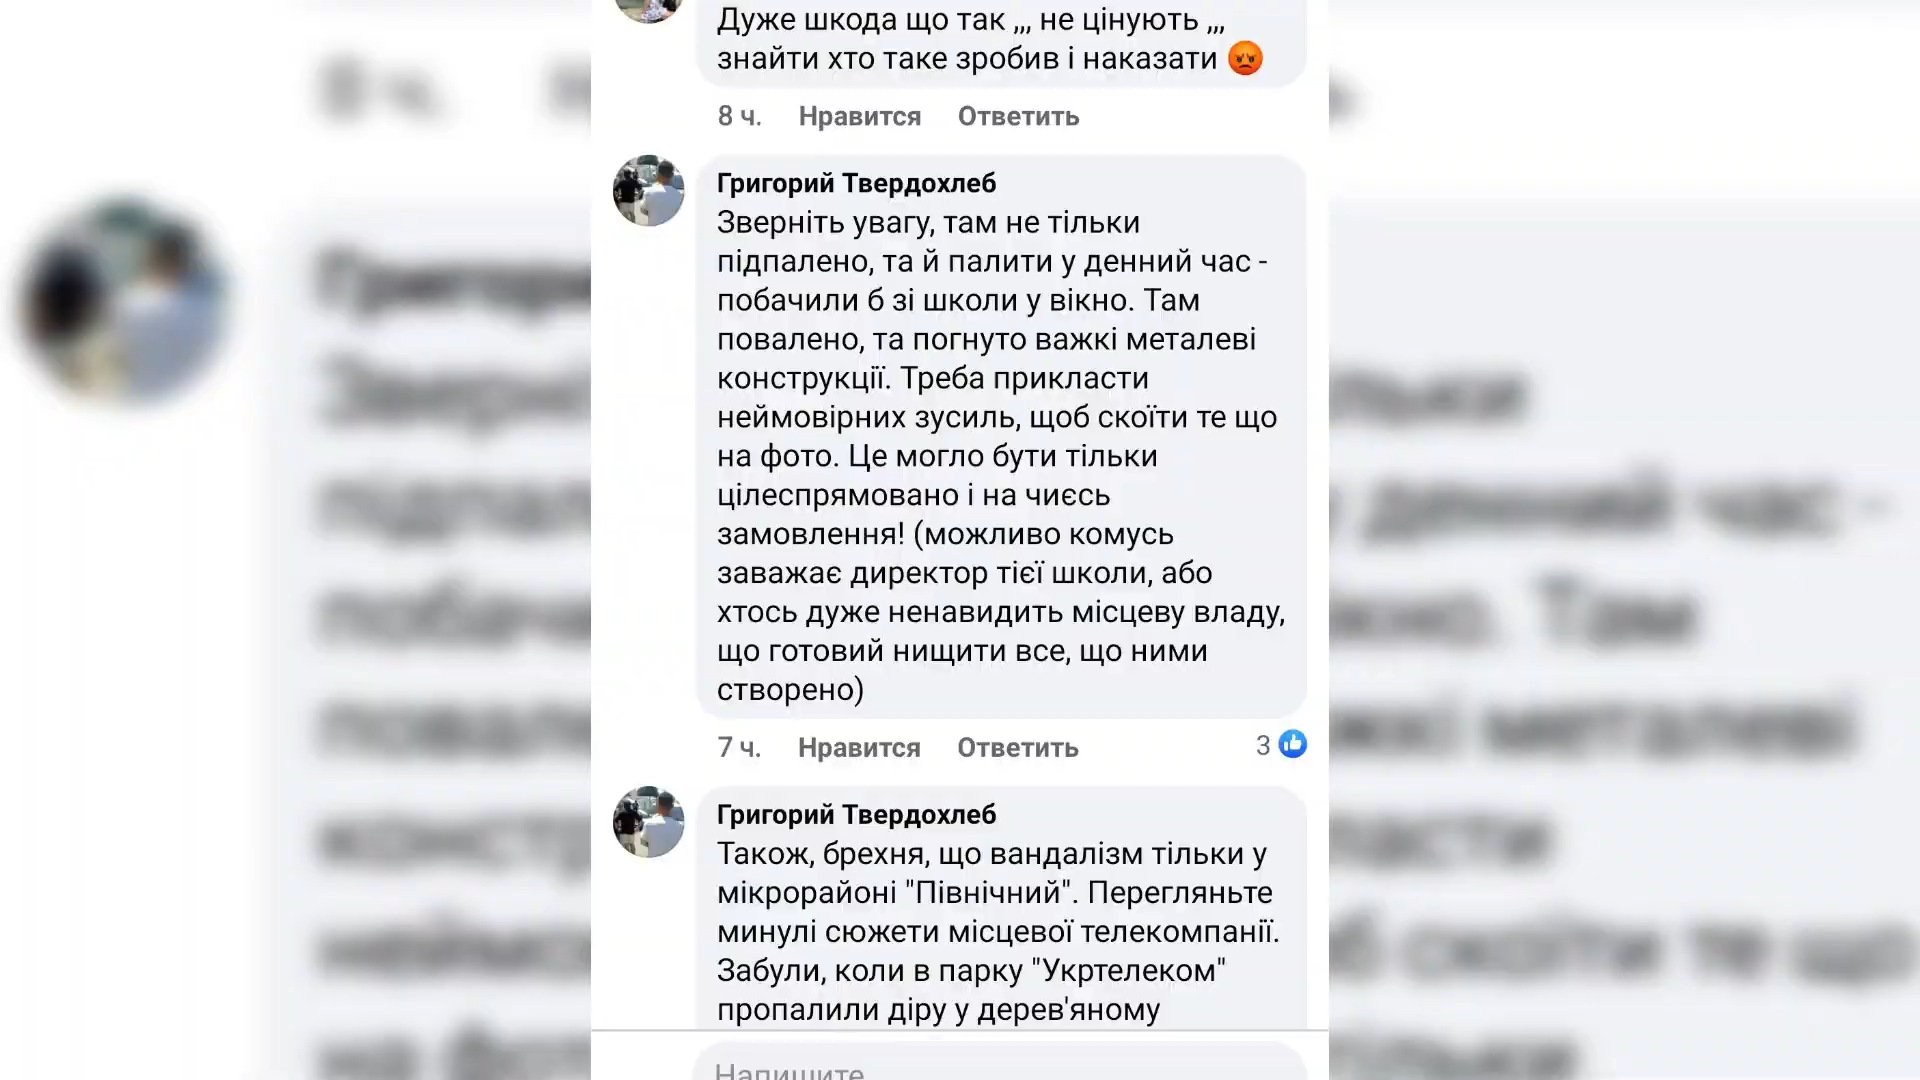 Дуже шкода що так ,,, не цінують ,,,
знайти хто таке зробив і наказати 😡
8 ч. Нравится Ответить
Григорий Твердохлеб
Зверніть увагу, там не тільки
підпалено, та й палити у денний час -
побачили б зі школи у вікно. Там
повалено, та погнуто важкі металеві
конструкції. Треба прикласти
неймовірних зусиль, щоб скоїти те що
на фото. Це могло бути тільки
цілеспрямовано і на чиєсь
замовлення! (можливо комусь
заважає директор тієї школи, або
хтось дуже ненавидить місцеву владу,
що готовий нищити все, що ними
створено)
7 ч. Нравится Ответить 3
Григорий Твердохлеб
Також, брехня, що вандалізм тільки у
мікрорайоні "Північний". Перегляньте
минулі сюжети місцевої телекомпанії.
Забули, коли в парку "Укртелеком"
пропалили діру у дерев'яному
Напишите